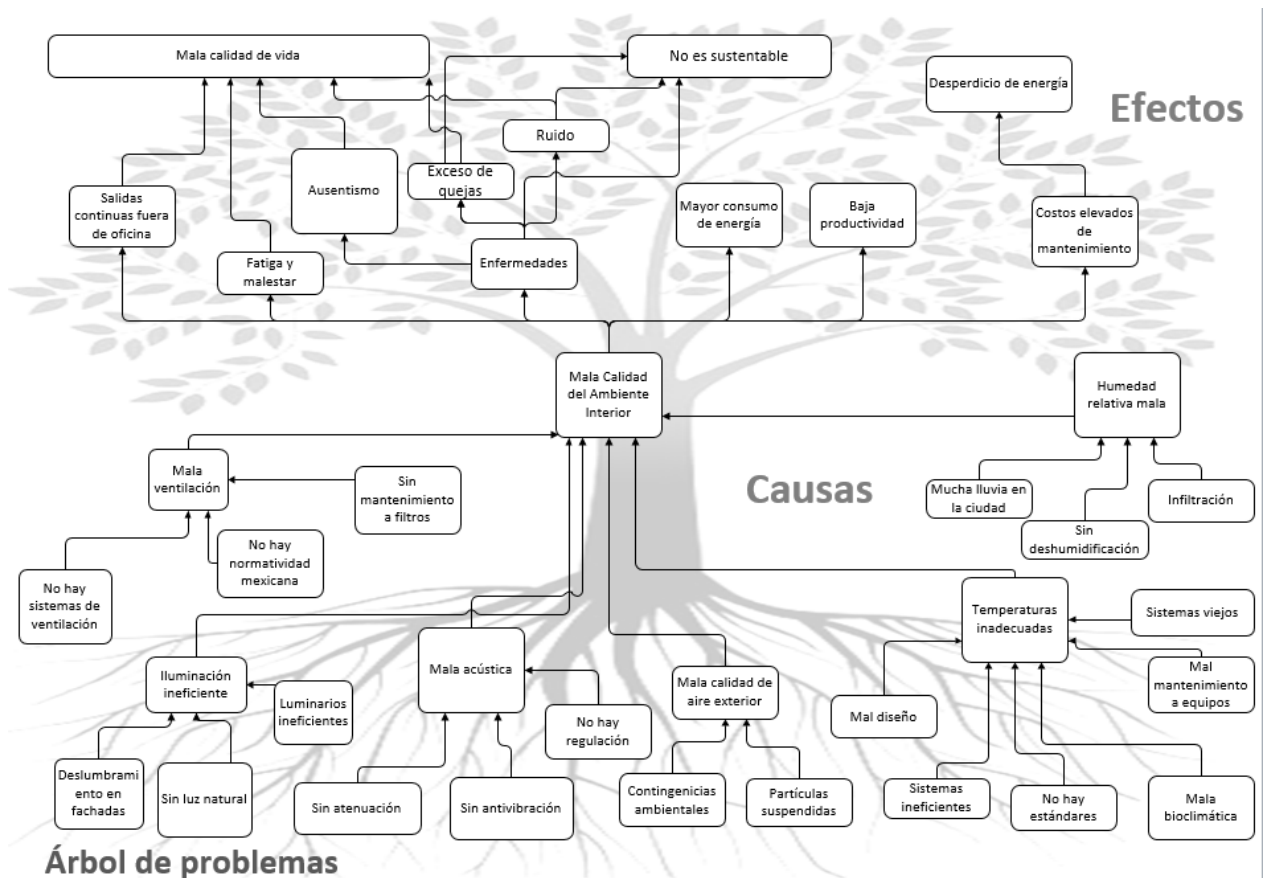 Mala calidad de vida
No es sustentable
Desperdicio de energía
Efectos
Ruido
Ausentismo
Exceso de
quejas
Salidas
continuas fuera
de oficina
Mayor consumo
de energía
Baja
productividad
Costos elevados
de
mantenimiento
Fatiga y
malestar
Enfermedades
Mala Calidad
del Ambiente
Interior
Humedad
relativa mala
Mala
ventilación
Sin
mantenimiento
a filtros
Causas
Mucha lluvia en
la ciudad
Infiltración
Sin
deshumidificación
No hay
normatividad
mexicana
No hay
sistemas de
ventilación
Temperaturas
inadecuadas
Sistemas viejos
Iluminación
ineficiente
Mala acústica
Mala calidad de
aire exterior
Mal
mantenimiento
a equipos
Luminarios
ineficientes
No hay
regulación
Mal diseño
Deslumbrami
ento en
fachadas
Sin luz natural
Sin atenuación
Sin antivibración
Contingenicias
ambientales
Partículas
suspendidas
Sistemas
ineficientes
No hay
estándares
Mala
bioclimática
Árbol de problemas